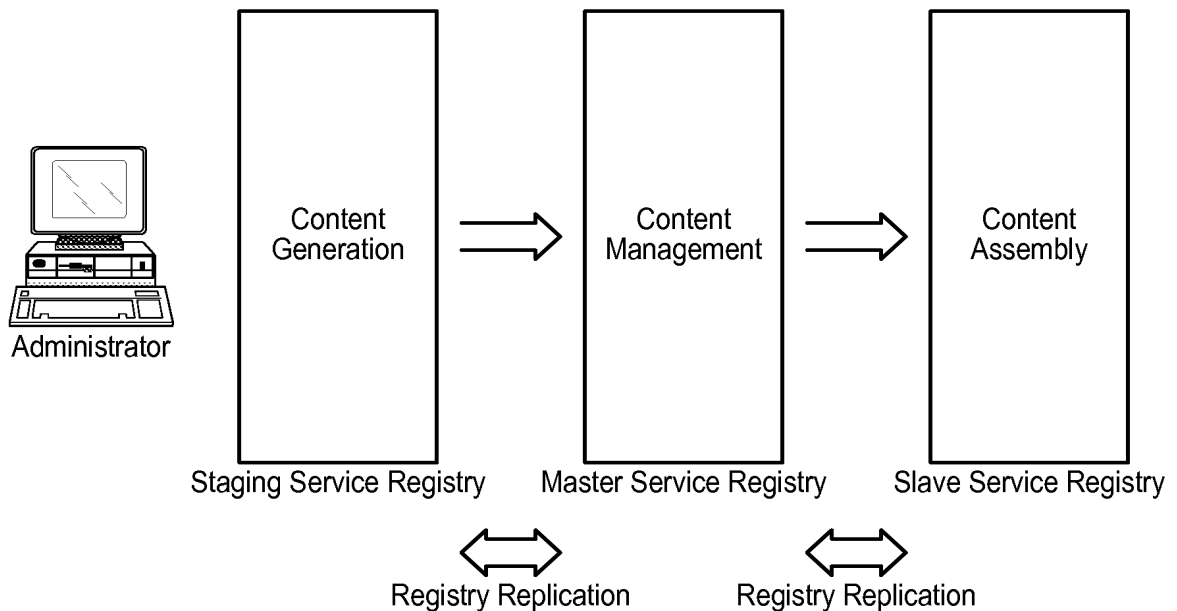 Content
Generation
Content
Management
Content
Assembly
Administrator
Staging Service Registry
Master Service Registry
Slave Service Registry
Registry Replication
Registry Replication